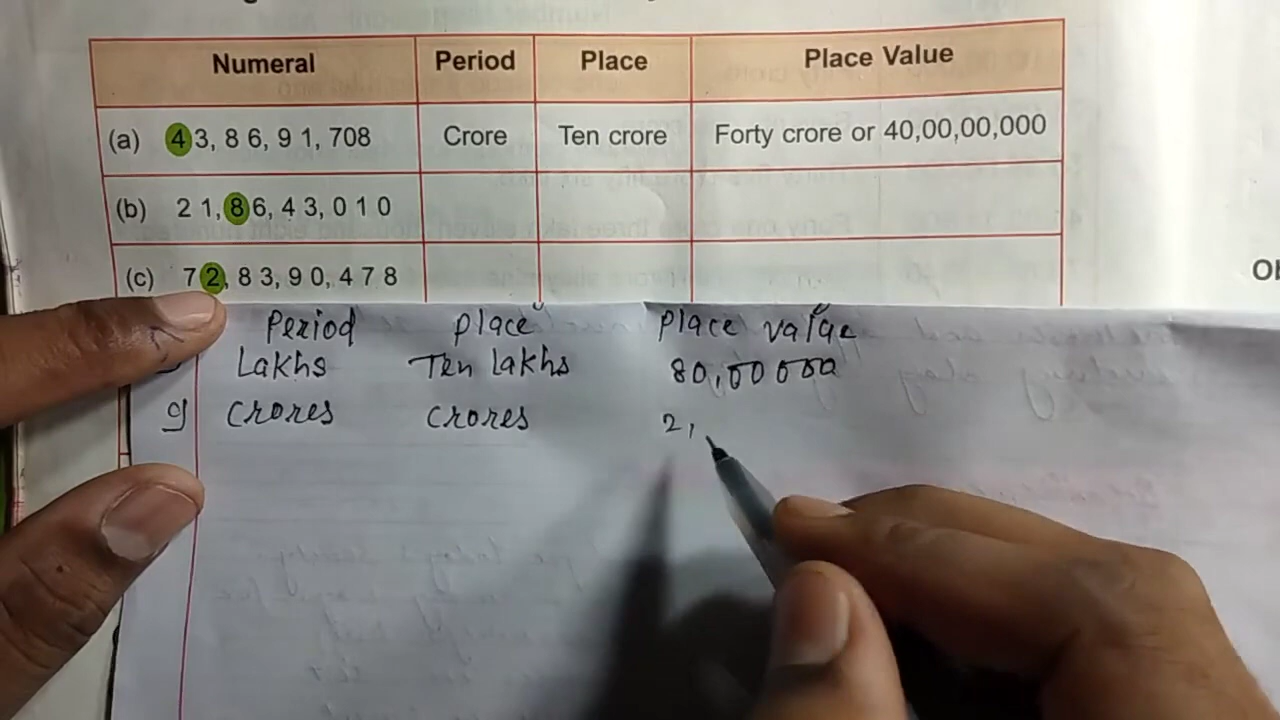 Numeral Period Place Place Value
(a) 43, 86, 91, 708 Crore Ten crore Forty crore or 40,00,00,000
(b) 21, 86, 43, 010
(c) 72, 83, 90, 478
Ob
Period place place value
Lakhs Ten lakhs 80,00000
crores crores 2,